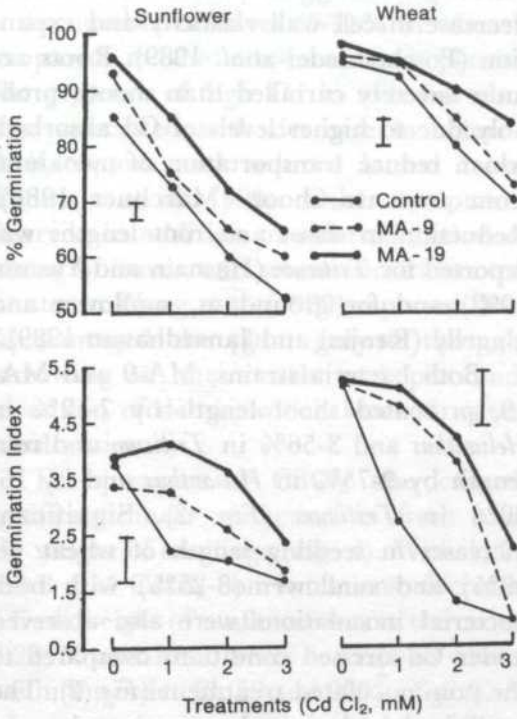 Sunflower Wheat
100
90
80
70
60
50
% Germination
Control
MA-9
MA-19
5.5
4.5
3.5
2.5
1.5
0.5
Germination Index
0 1 2 3 0 1 2 3
Treatments (Cd Cl2, mM)